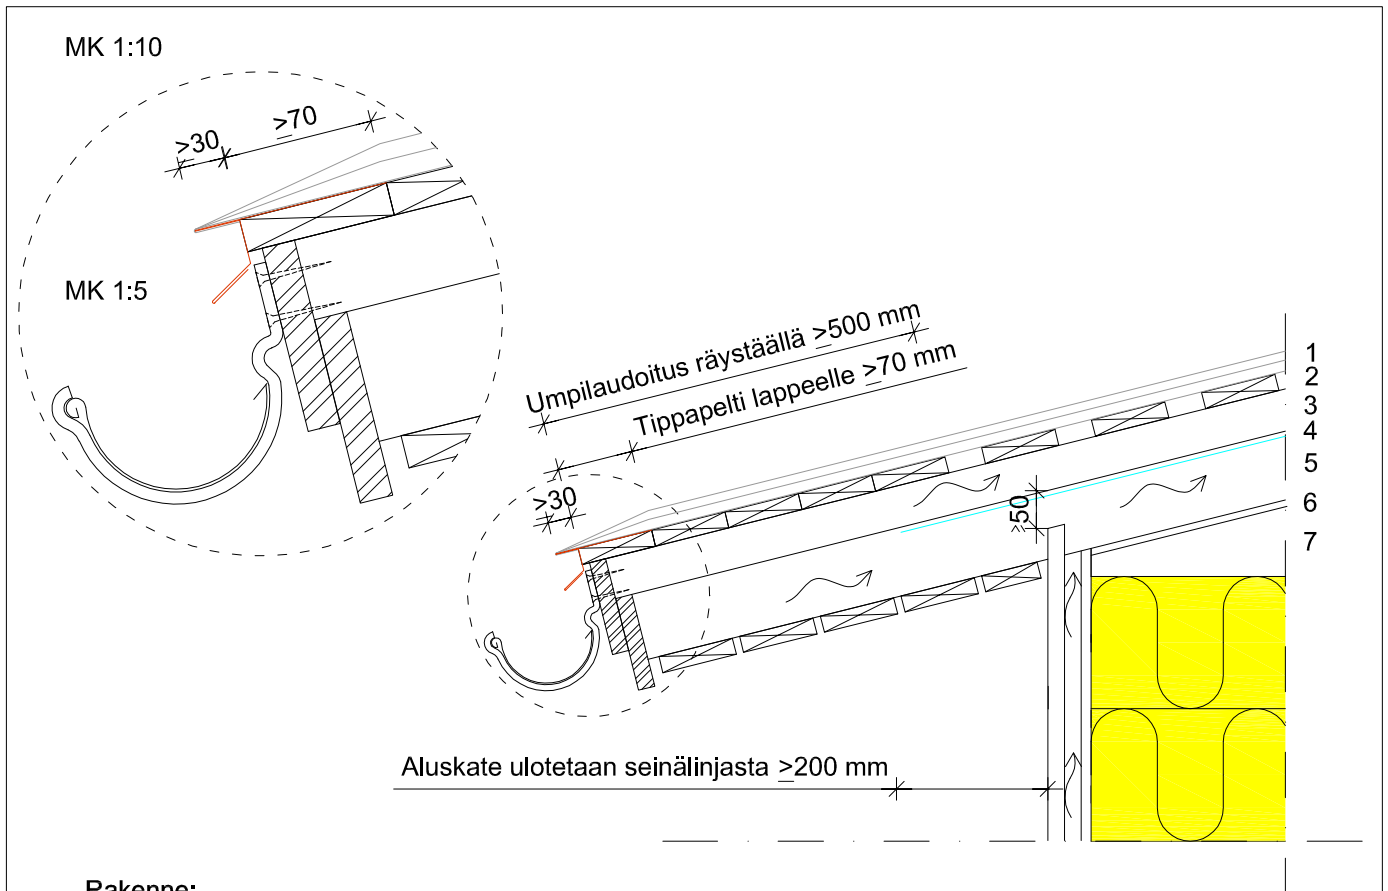 MK 1:10
≥30
≥70
MK 1:5
Umpilaudoitus räystäällä ≥500 mm
Tippapelti lappeelle ≥70 mm
≥30
≥50
1
2
3
4
5
6
7
Aluskate ulotetaan seinälinjasta ≥200 mm
Rakenne: